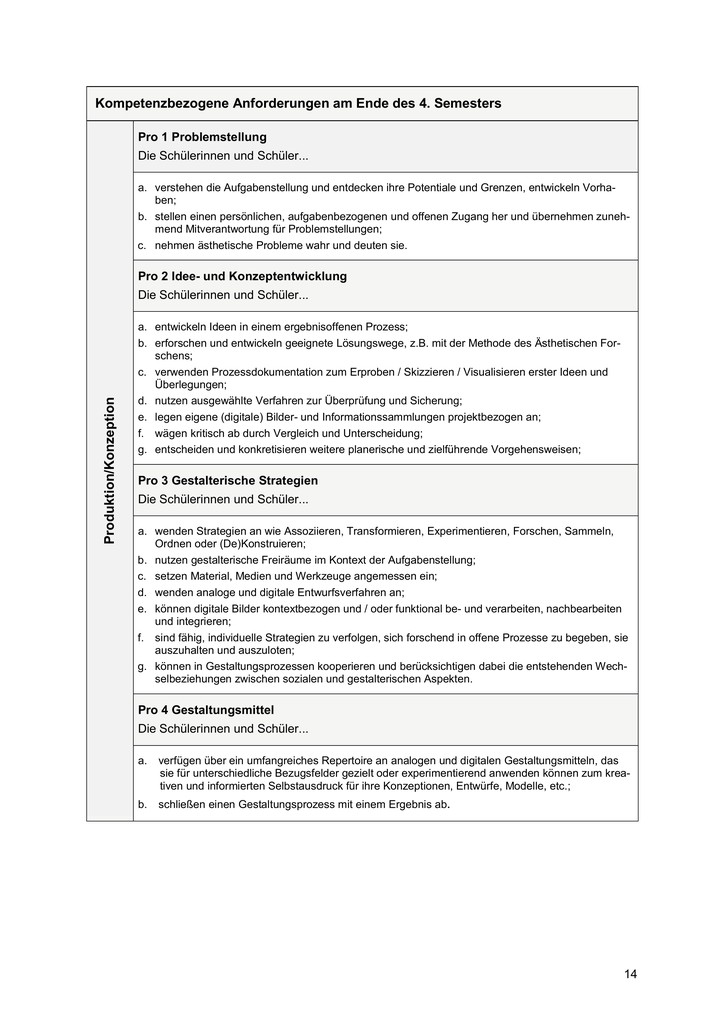 Kompetenzbezogene Anforderungen am Ende des 4. Semesters
Produktion/Konzeption
Pro 1 Problemstellung
Die Schülerinnen und Schüler...
a. verstehen die Aufgabenstellung und entdecken ihre Potentiale und Grenzen, entwickeln Vorha-
ben;
b. stellen einen persönlichen, aufgabenbezogenen und offenen Zugang her und übernehmen zuneh-
mend Mitverantwortung für Problemstellungen;
c. nehmen ästhetische Probleme wahr und deuten sie.
Pro 2 Idee- und Konzeptentwicklung
Die Schülerinnen und Schüler...
a. entwickeln Ideen in einem ergebnisoffenen Prozess;
b. erforschen und entwickeln geeignete Lösungswege, z.B. mit der Methode des Ästhetischen For-
schens;
c. verwenden Prozessdokumentation zum Erproben / Skizzieren / Visualisieren erster Ideen und
Überlegungen;
d. nutzen ausgewählte Verfahren zur Überprüfung und Sicherung;
e. legen eigene (digitale) Bilder- und Informationssammlungen projektbezogen an;
f. wägen kritisch ab durch Vergleich und Unterscheidung;
g. entscheiden und konkretisieren weitere planerische und zielführende Vorgehensweisen;
Pro 3 Gestalterische Strategien
Die Schülerinnen und Schüler...
a. wenden Strategien an wie Assoziieren, Transformieren, Experimentieren, Forschen, Sammeln,
Ordnen oder (De)Konstruieren;
b. nutzen gestalterische Freiräume im Kontext der Aufgabenstellung;
c. setzen Material, Medien und Werkzeuge angemessen ein;
d. wenden analoge und digitale Entwurfsverfahren an;
e. können digitale Bilder kontextbezogen und / oder funktional be- und verarbeiten, nachbearbeiten
und integrieren;
f. sind fähig, individuelle Strategien zu verfolgen, sich forschend in offene Prozesse zu begeben, sie
auszuhalten und auszuloten;
g. können in Gestaltungsprozessen kooperieren und berücksichtigen dabei die entstehenden Wech-
selbeziehungen zwischen sozialen und gestalterischen Aspekten.
Pro 4 Gestaltungsmittel
Die Schülerinnen und Schüler...
a. verfügen über ein umfangreiches Repertoire an analogen und digitalen Gestaltungsmitteln, das
sie für unterschiedliche Bezugsfelder gezielt oder experimentierend anwenden können zum krea-
tiven und informierten Selbstausdruck für ihre Konzeptionen, Entwürfe, Modelle, etc.;
b. schließen einen Gestaltungsprozess mit einem Ergebnis ab.
14